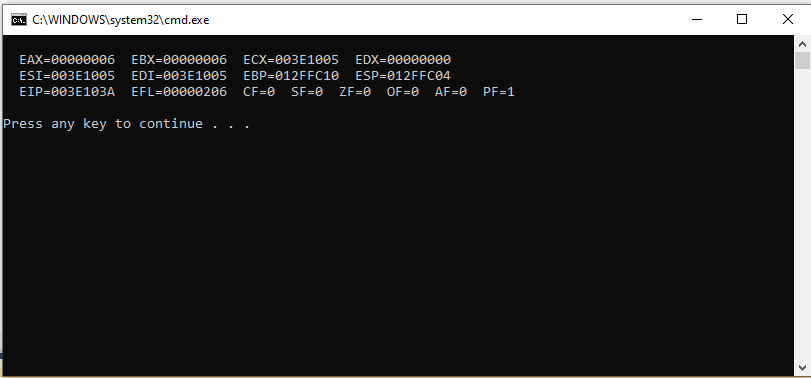 C:\WINDOWS\system32\cmd.exe
EAX=00000006  EBX=00000006  ECX=003E1005  EDX=00000000
ESI=003E1005  EDI=003E1005  EBP=012FFC10  ESP=012FFC04
EIP=003E103A  EFL=00000206  CF=0  SF=0  ZF=0  OF=0  AF=0  PF=1
Press any key to continue . . .